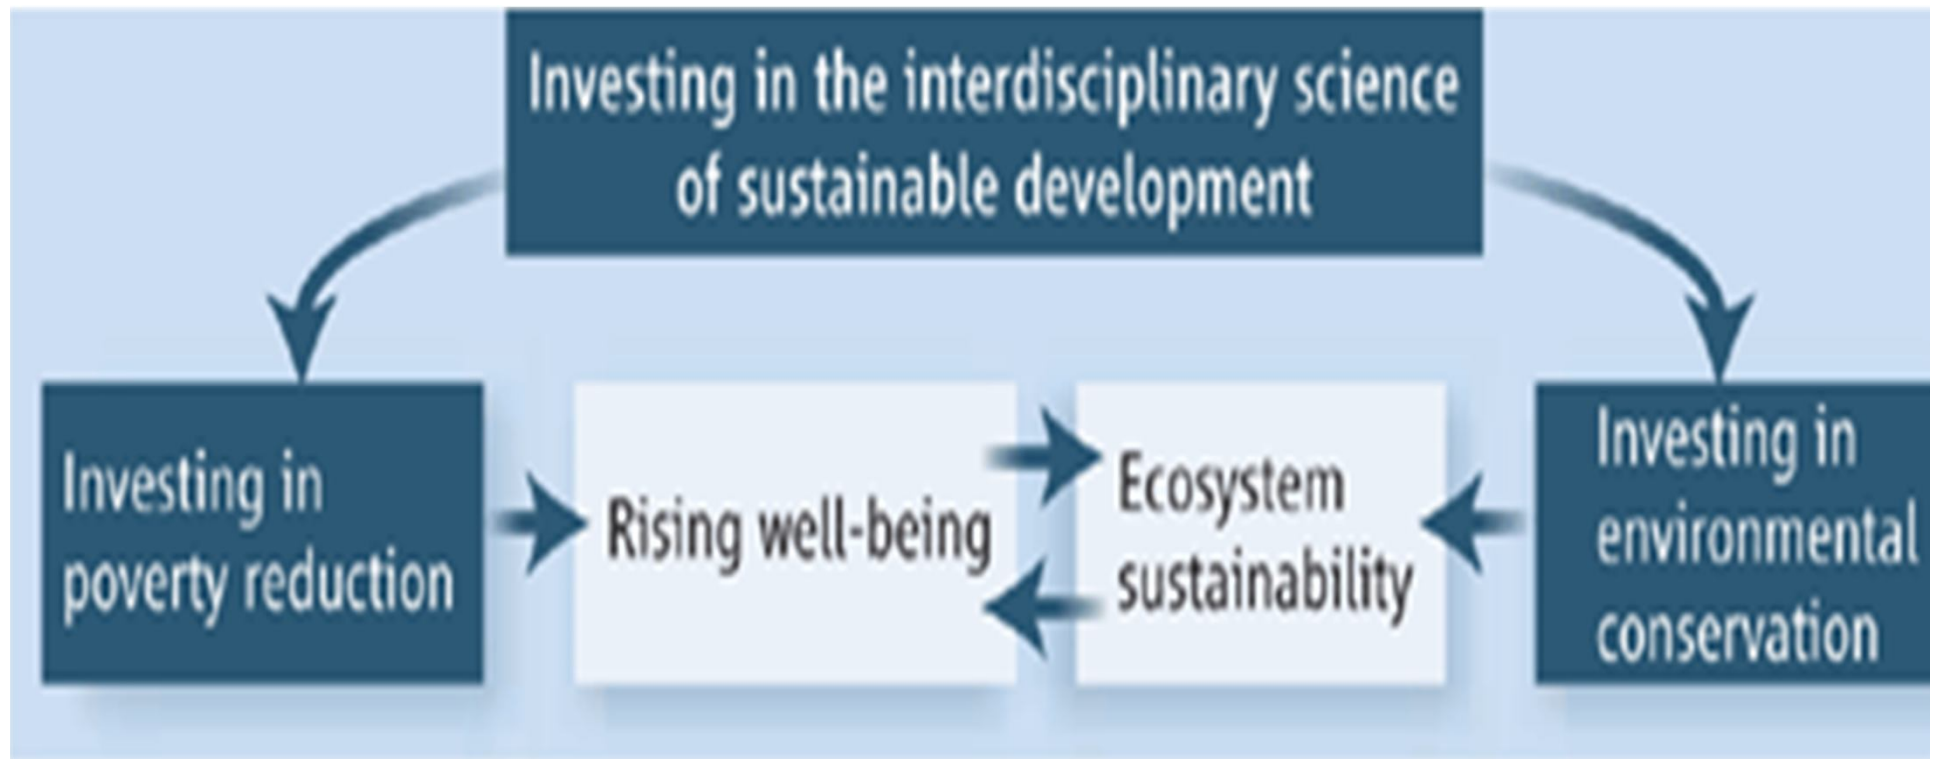 Investing in the interdisciplinary science
of sustainable development
Investing in
poverty reduction
Rising well-being
Ecosystem
sustainability
Investing in
environmental
conservation